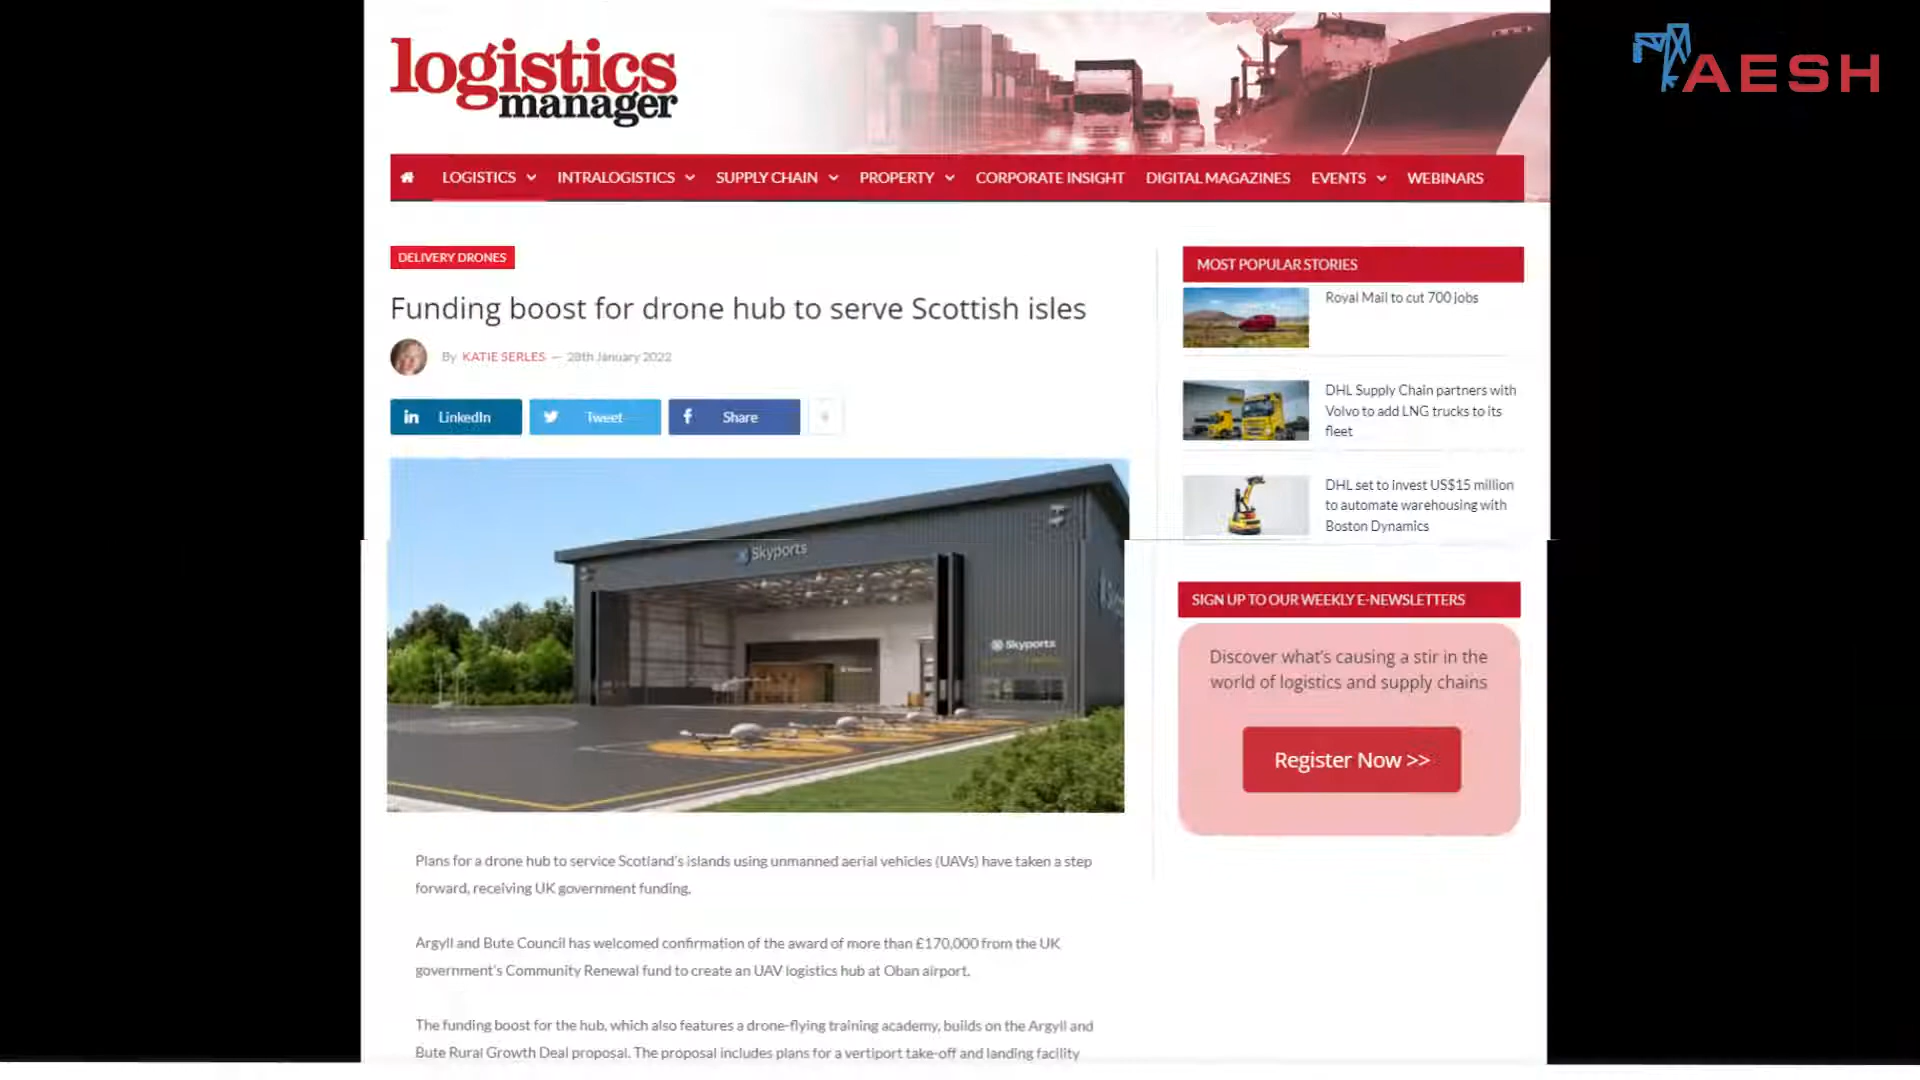 AESH
logistics
manager
LOGISTICS INTRALOGISTICS SUPPLY CHAIN PROPERTY CORPORATE INSIGHT DIGITAL MAGAZINES EVENTS WEBINARS
DELIVERY DRONES
Funding boost for drone hub to serve Scottish isles
By KATIE SERLES — 28th January 2022
LinkedIn Tweet Share
Skyports
Skyports
Plans for a drone hub to service Scotland's islands using unmanned aerial vehicles (UAVs) have taken a step
forward, receiving UK government funding.
Argyll and Bute Council has welcomed confirmation of the award of more than £170,000 from the UK
government's Community Renewal fund to create an UAV logistics hub at Oban airport.
The funding boost for the hub, which also features a drone-flying training academy, builds on the Argyll and
Bute Rural Growth Deal proposal. The proposal includes plans for a vertiport take-off and landing facility
MOST POPULAR STORIES
Royal Mail to cut 700 jobs
DHL Supply Chain partners with
Volvo to add LNG trucks to its
fleet
DHL set to invest US$15 million
to automate warehousing with
Boston Dynamics
SIGN UP TO OUR WEEKLY E-NEWSLETTERS
Discover what's causing a stir in the
world of logistics and supply chains
Register Now >>